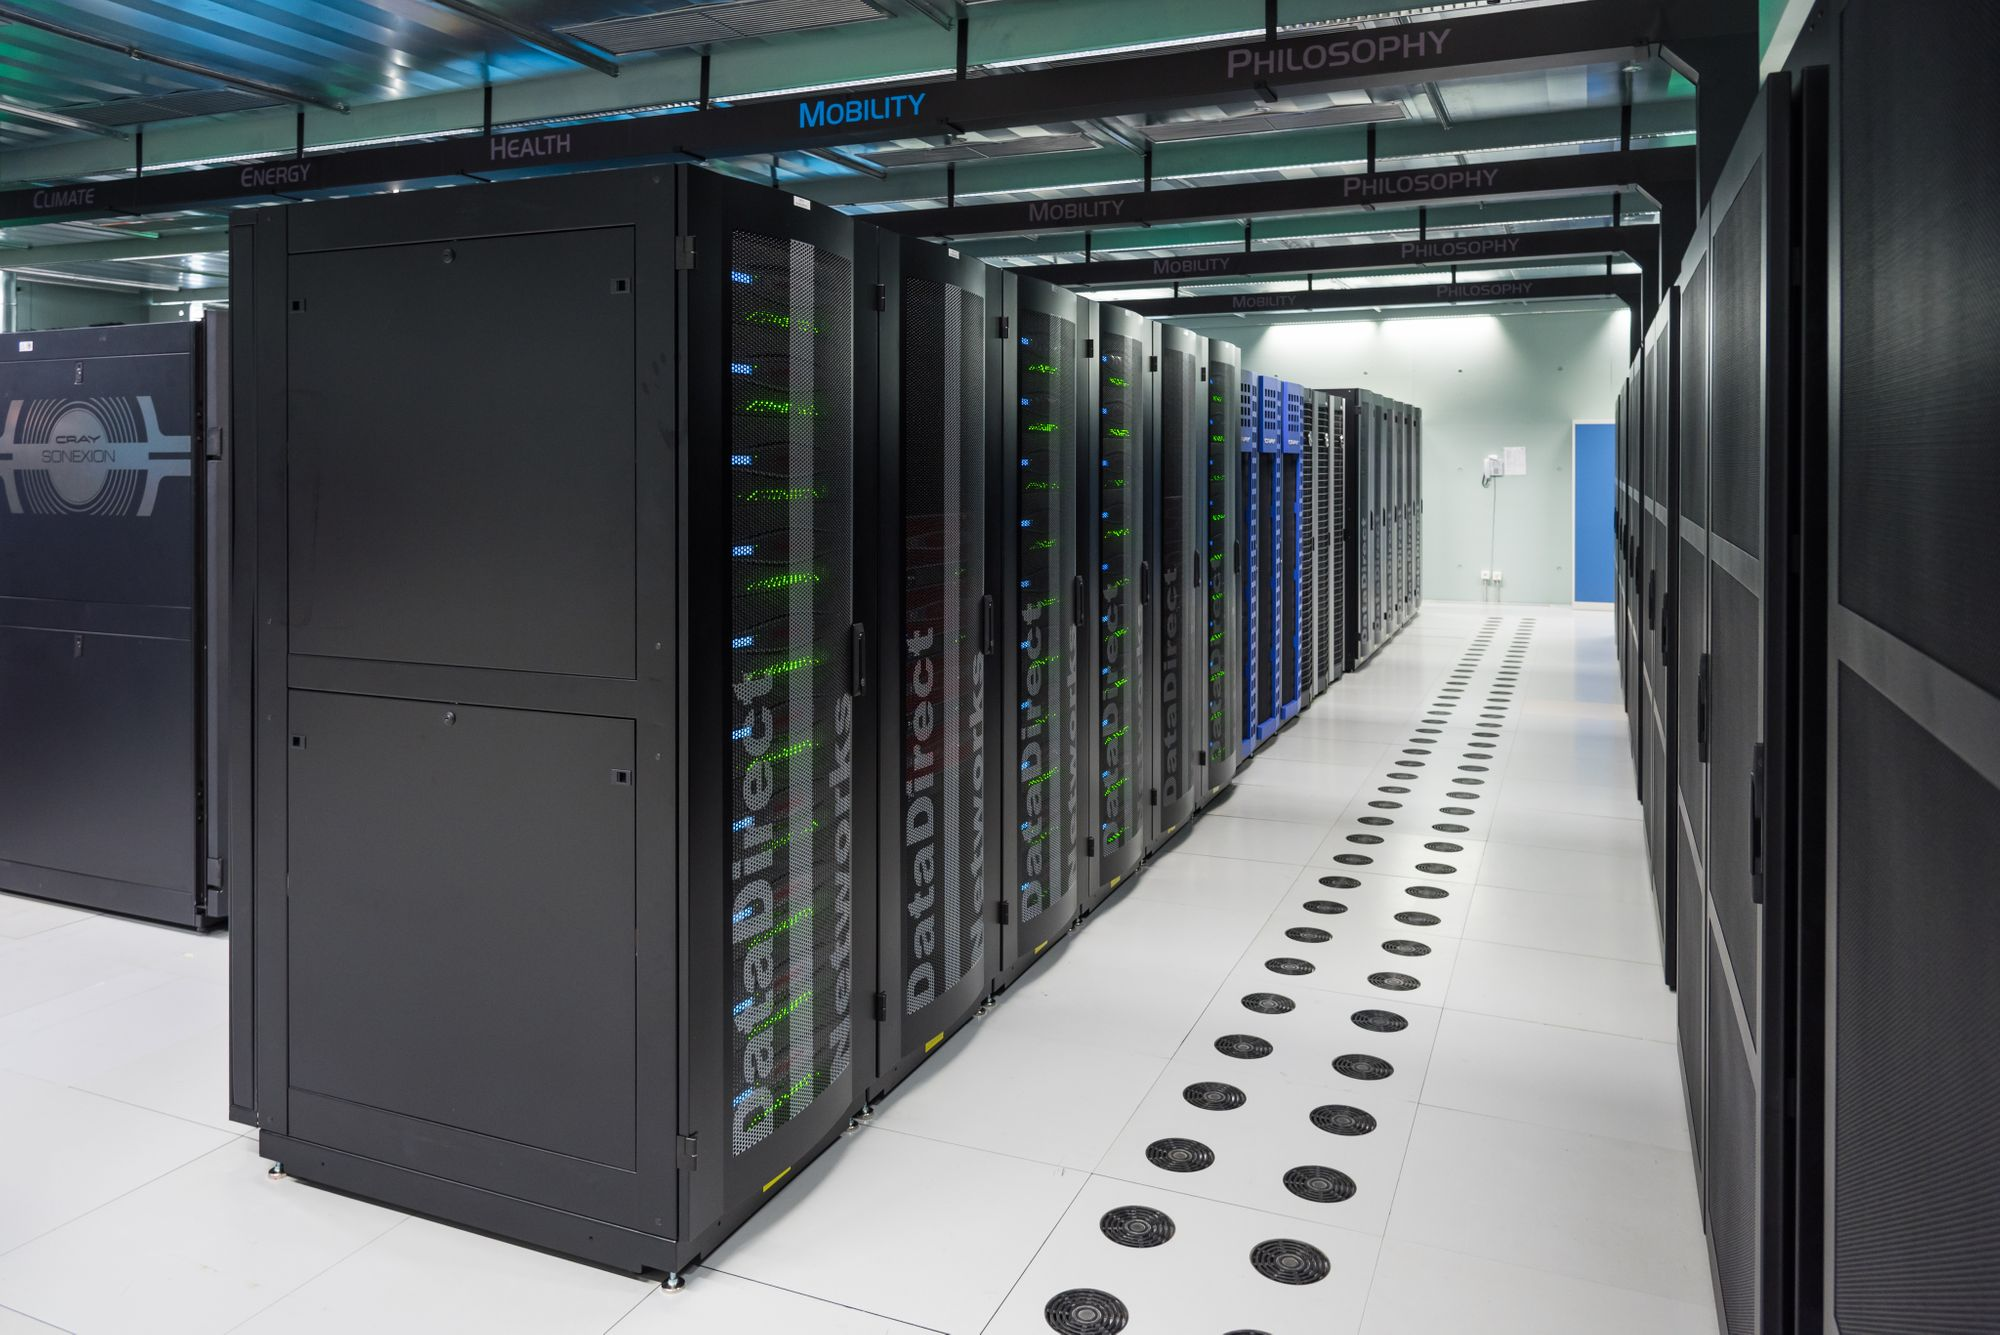 PHILOSOPHY
MOBILITY
HEALTH
ENERGY
CLIMATE
MOBILITY
PHILOSOPHY
MOBILITY
PHILOSOPHY
MOBILITY
PHILOSOPHY
CRAY
SONEXION
DataDirect
Networks
DataDirect
Networks
DataDirect
Networks
DataDirect
Networks
DataDirect
DataDirect